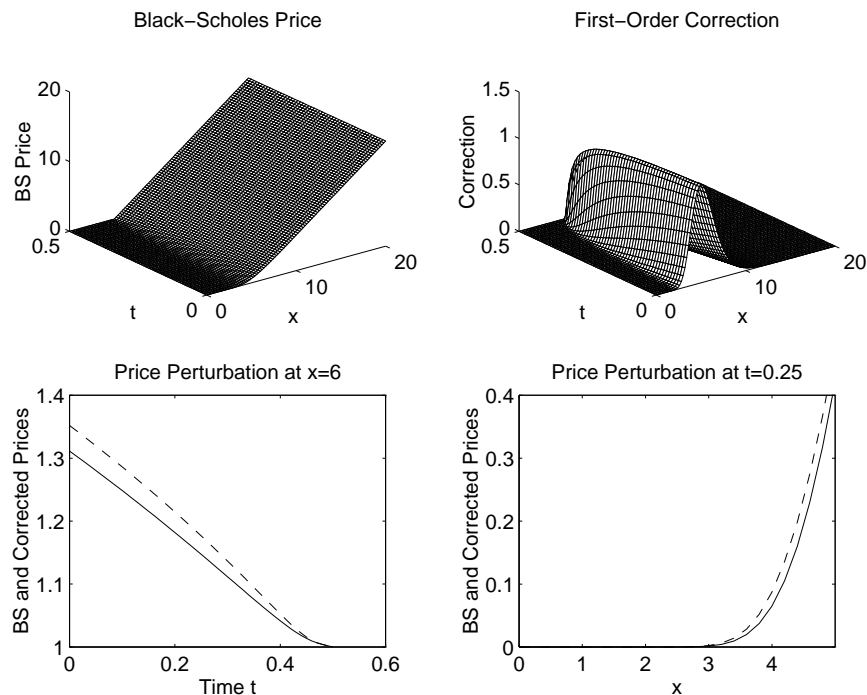 Black−Scholes Price
20
10
0
0.5
0
0
10
20
BS Price
t
x
First−Order Correction
1.5
1
0.5
0
0.5
0
0
10
20
Correction
t
x
Price Perturbation at x=6
1.4
1.3
1.2
1.1
1
0
0.2
0.4
0.6
BS and Corrected Prices
Time t
Price Perturbation at t=0.25
0.4
0.3
0.2
0.1
0
0
1
2
3
4
BS and Corrected Prices
x